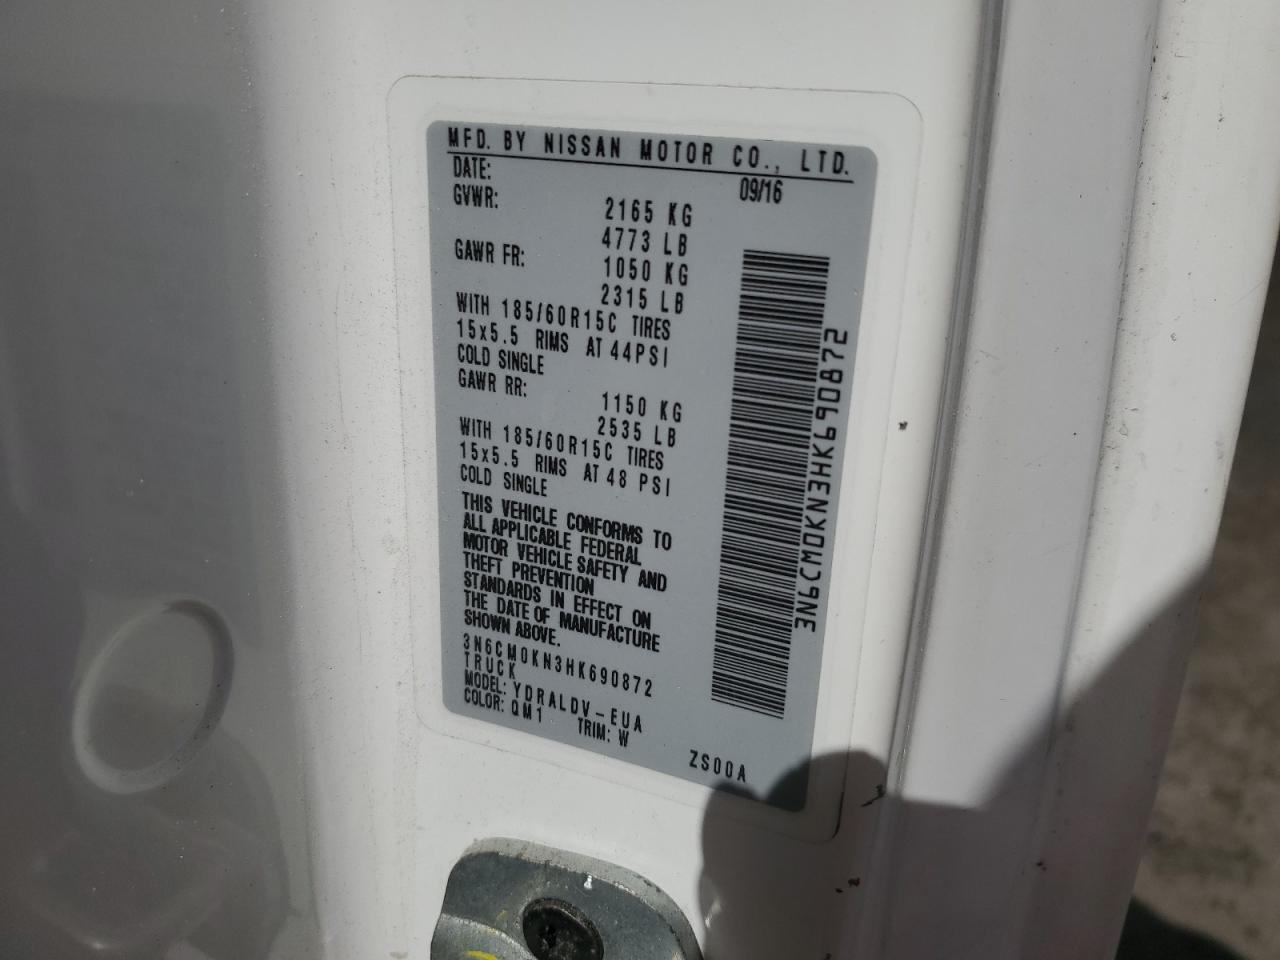 MFD. BY NISSAN MOTOR CO., LTD.
DATE: 09/16
GVWR: 2165 KG
4773 LB
GAWR FR: 1050 KG
2315 LB
WITH 185/60R15C TIRES
15x5.5 RIMS AT 44PSI
COLD SINGLE
GAWR RR: 1150 KG
2535 LB
WITH 185/60R15C TIRES
15x5.5 RIMS AT 48 PSI
COLD SINGLE
THIS VEHICLE CONFORMS TO
ALL APPLICABLE FEDERAL
MOTOR VEHICLE SAFETY AND
THEFT PREVENTION
STANDARDS IN EFFECT ON
THE DATE OF MANUFACTURE
SHOWN ABOVE.
3N6CM0KN3HK690872
TRUCK
MODEL: YDRALDV-EUA
COLOR: QM1 TRIM: W
ZS00A
3N6CM0KN3HK690872